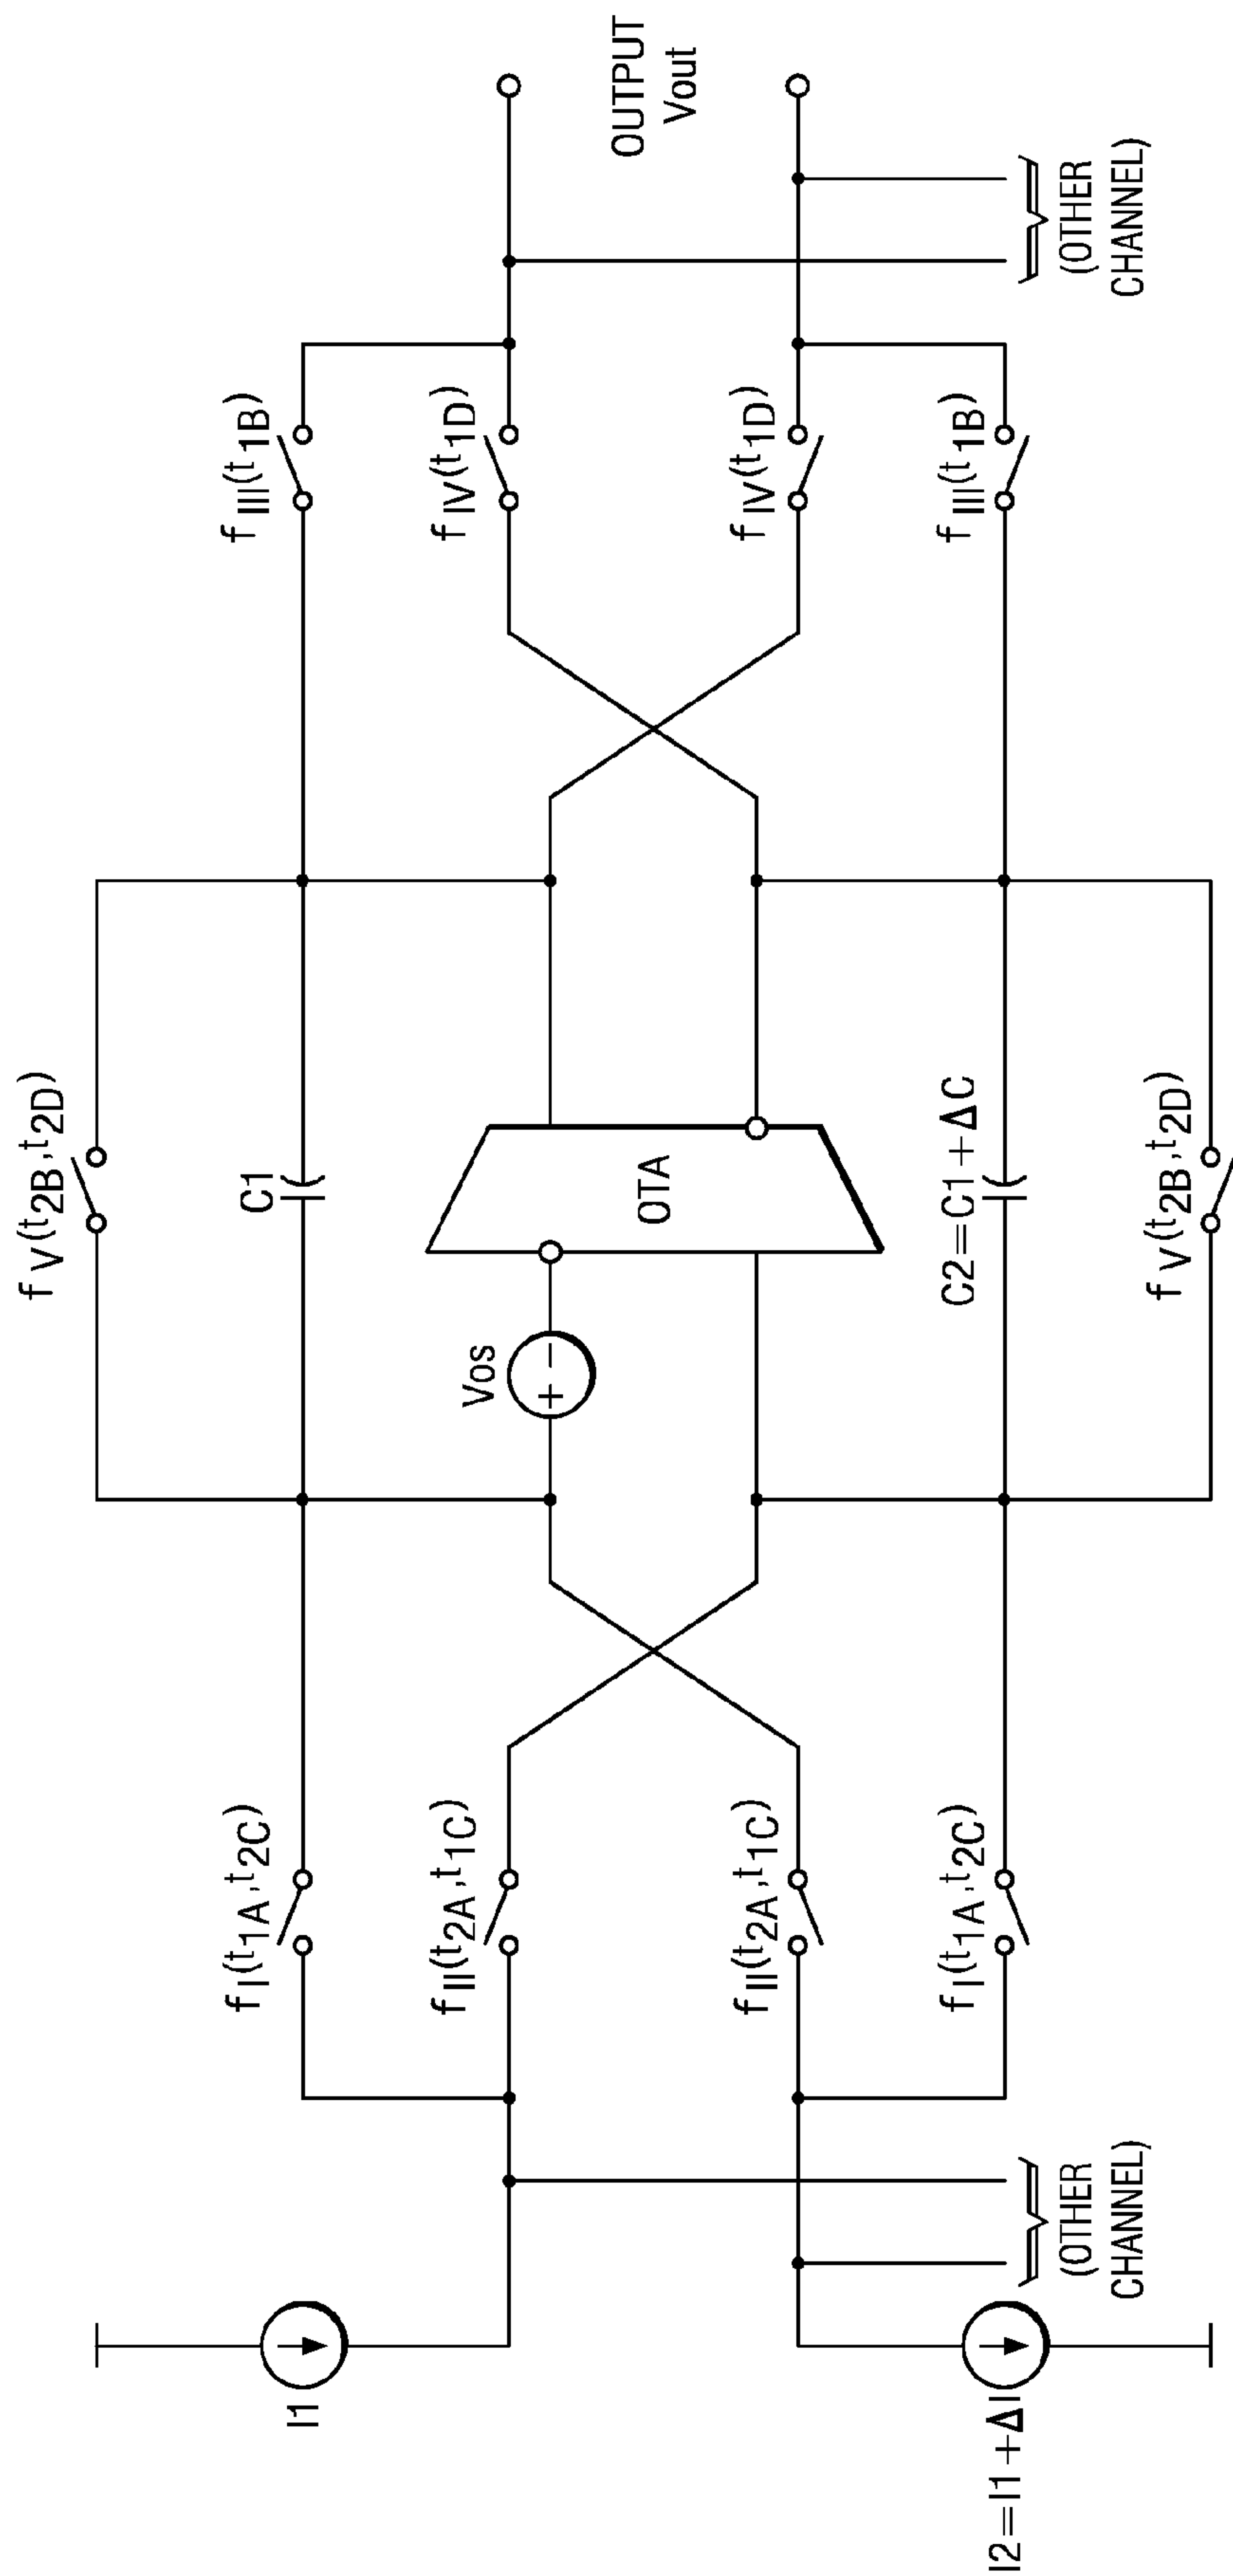 f V(t2B,t2D)
C1
f I(t1A,t2C)
f III(t1B)
f II(t2A,t1C)
f IV(t1D)
Vos
+ -
OTA
I1
OUTPUT
Vout
f II(t2A,t1C)
f IV(t1D)
C2=C1+ΔC
f I(t1A,t2C)
f III(t1B)
I2=I1+ΔI
(OTHER
CHANNEL)
(OTHER
CHANNEL)
f V(t2B,t2D)